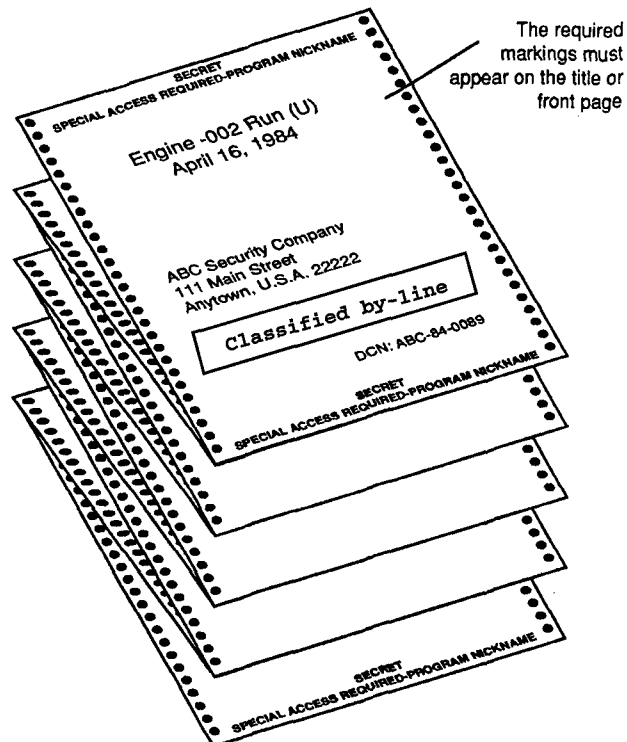 The required
markings must
appear on the title or
front page
SECRET
SPECIAL ACCESS REQUIRED-PROGRAM NICKNAME
Engine -002 Run (U)
April 16, 1984
ABC Security Company
111 Main Street
Anytown, U.S.A. 22222
Classified by-line
DCN: ABC-84-0089
SECRET
SPECIAL ACCESS REQUIRED-PROGRAM NICKNAME
SECRET
SPECIAL ACCESS REQUIRED-PROGRAM NICKNAME